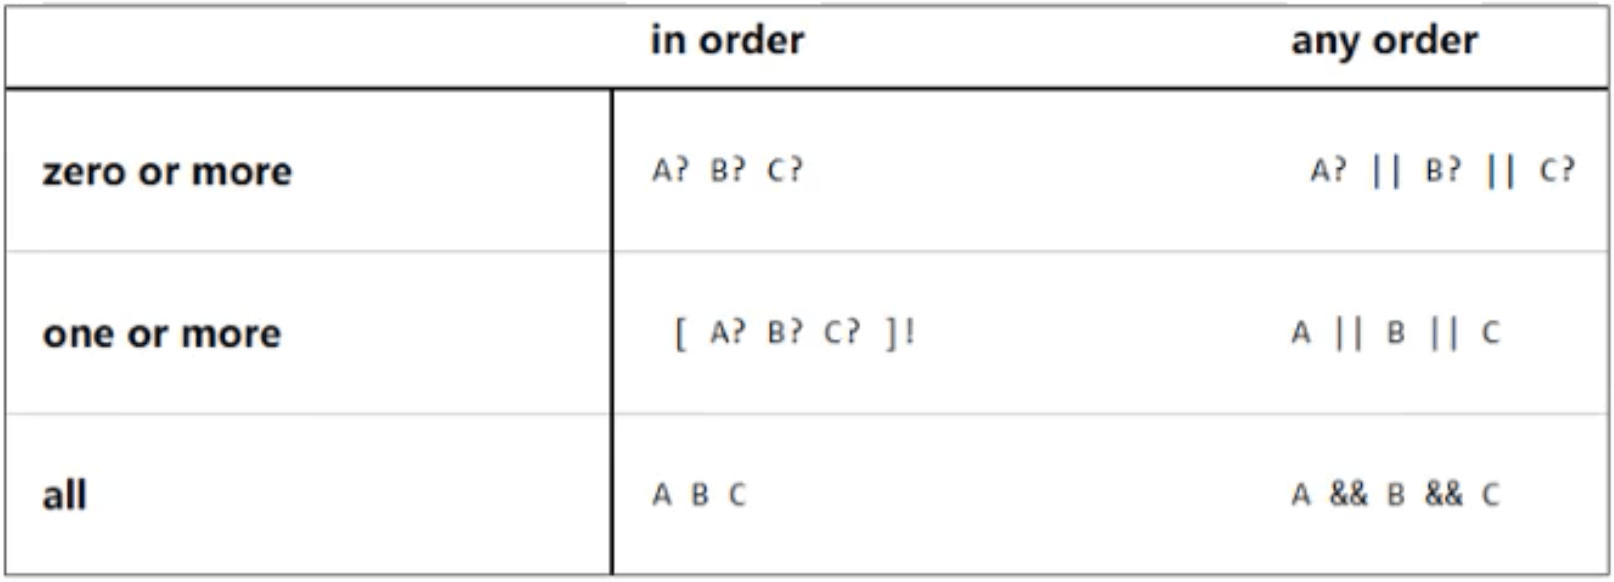 in order any order
zero or more A? B? C? A? || B? || C?
one or more [ A? B? C? ]! A || B || C
all A B C A && B && C